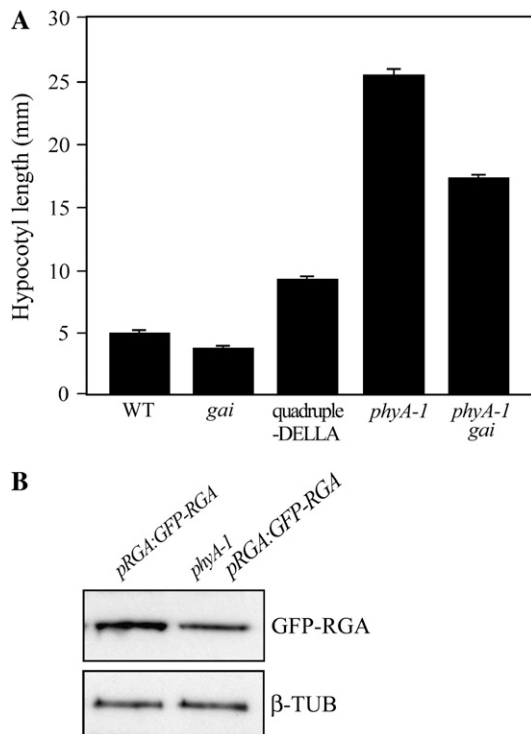 A
Hypocotyl length (mm)
30
25
20
15
10
5
0
WT
gai
quadruple
-DELLA
phyA-1
phyA-1
gai
B
pRGA:GFP-RGA
phyA-1
pRGA:GFP-RGA
GFP-RGA
β-TUB